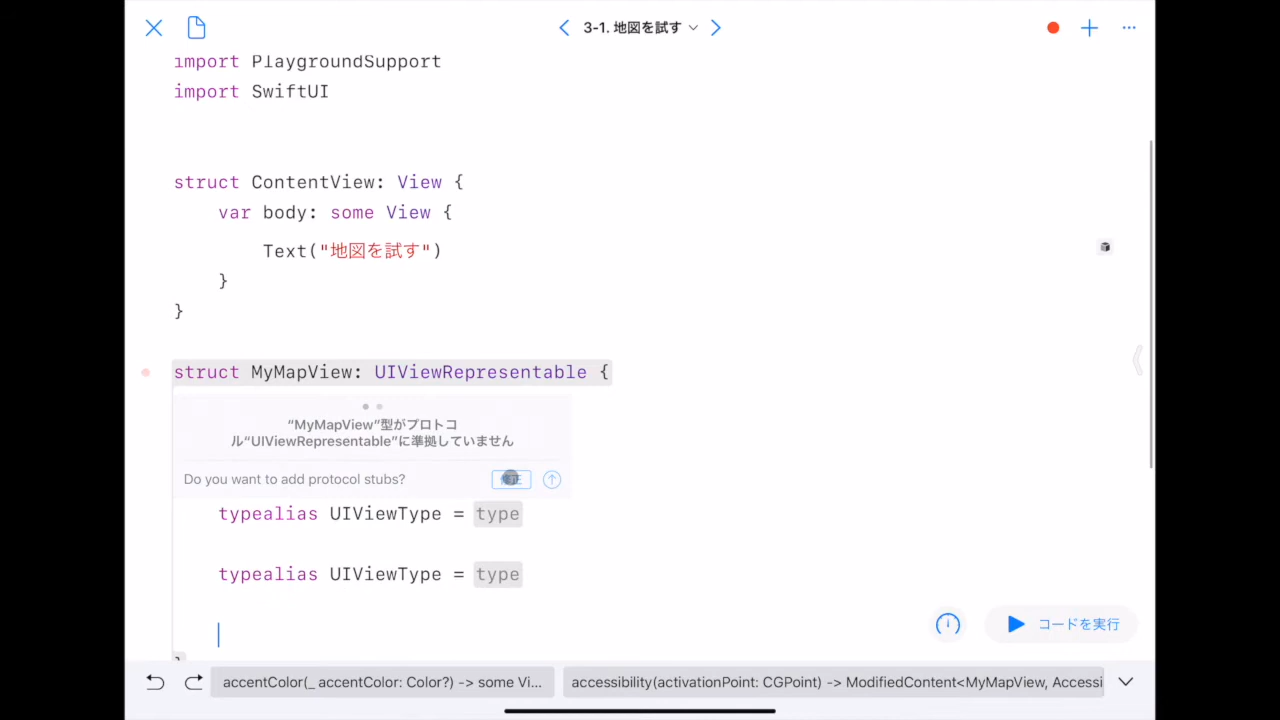 3-1. 地図を試す
import PlaygroundSupport
import SwiftUI
struct ContentView: View {
var body: some View {
Text("地図を試す")
}
}
struct MyMapView: UIViewRepresentable {
“MyMapView”型がプロトコ
ル“UIViewRepresentable”に準拠していません
Do you want to add protocol stubs?
typealias UIViewType = type
typealias UIViewType = type
コードを実行
accentColor(_ accentColor: Color?) -> some Vi...
accessibility(activationPoint: CGPoint) -> ModifiedContent<MyMapView, Accessi